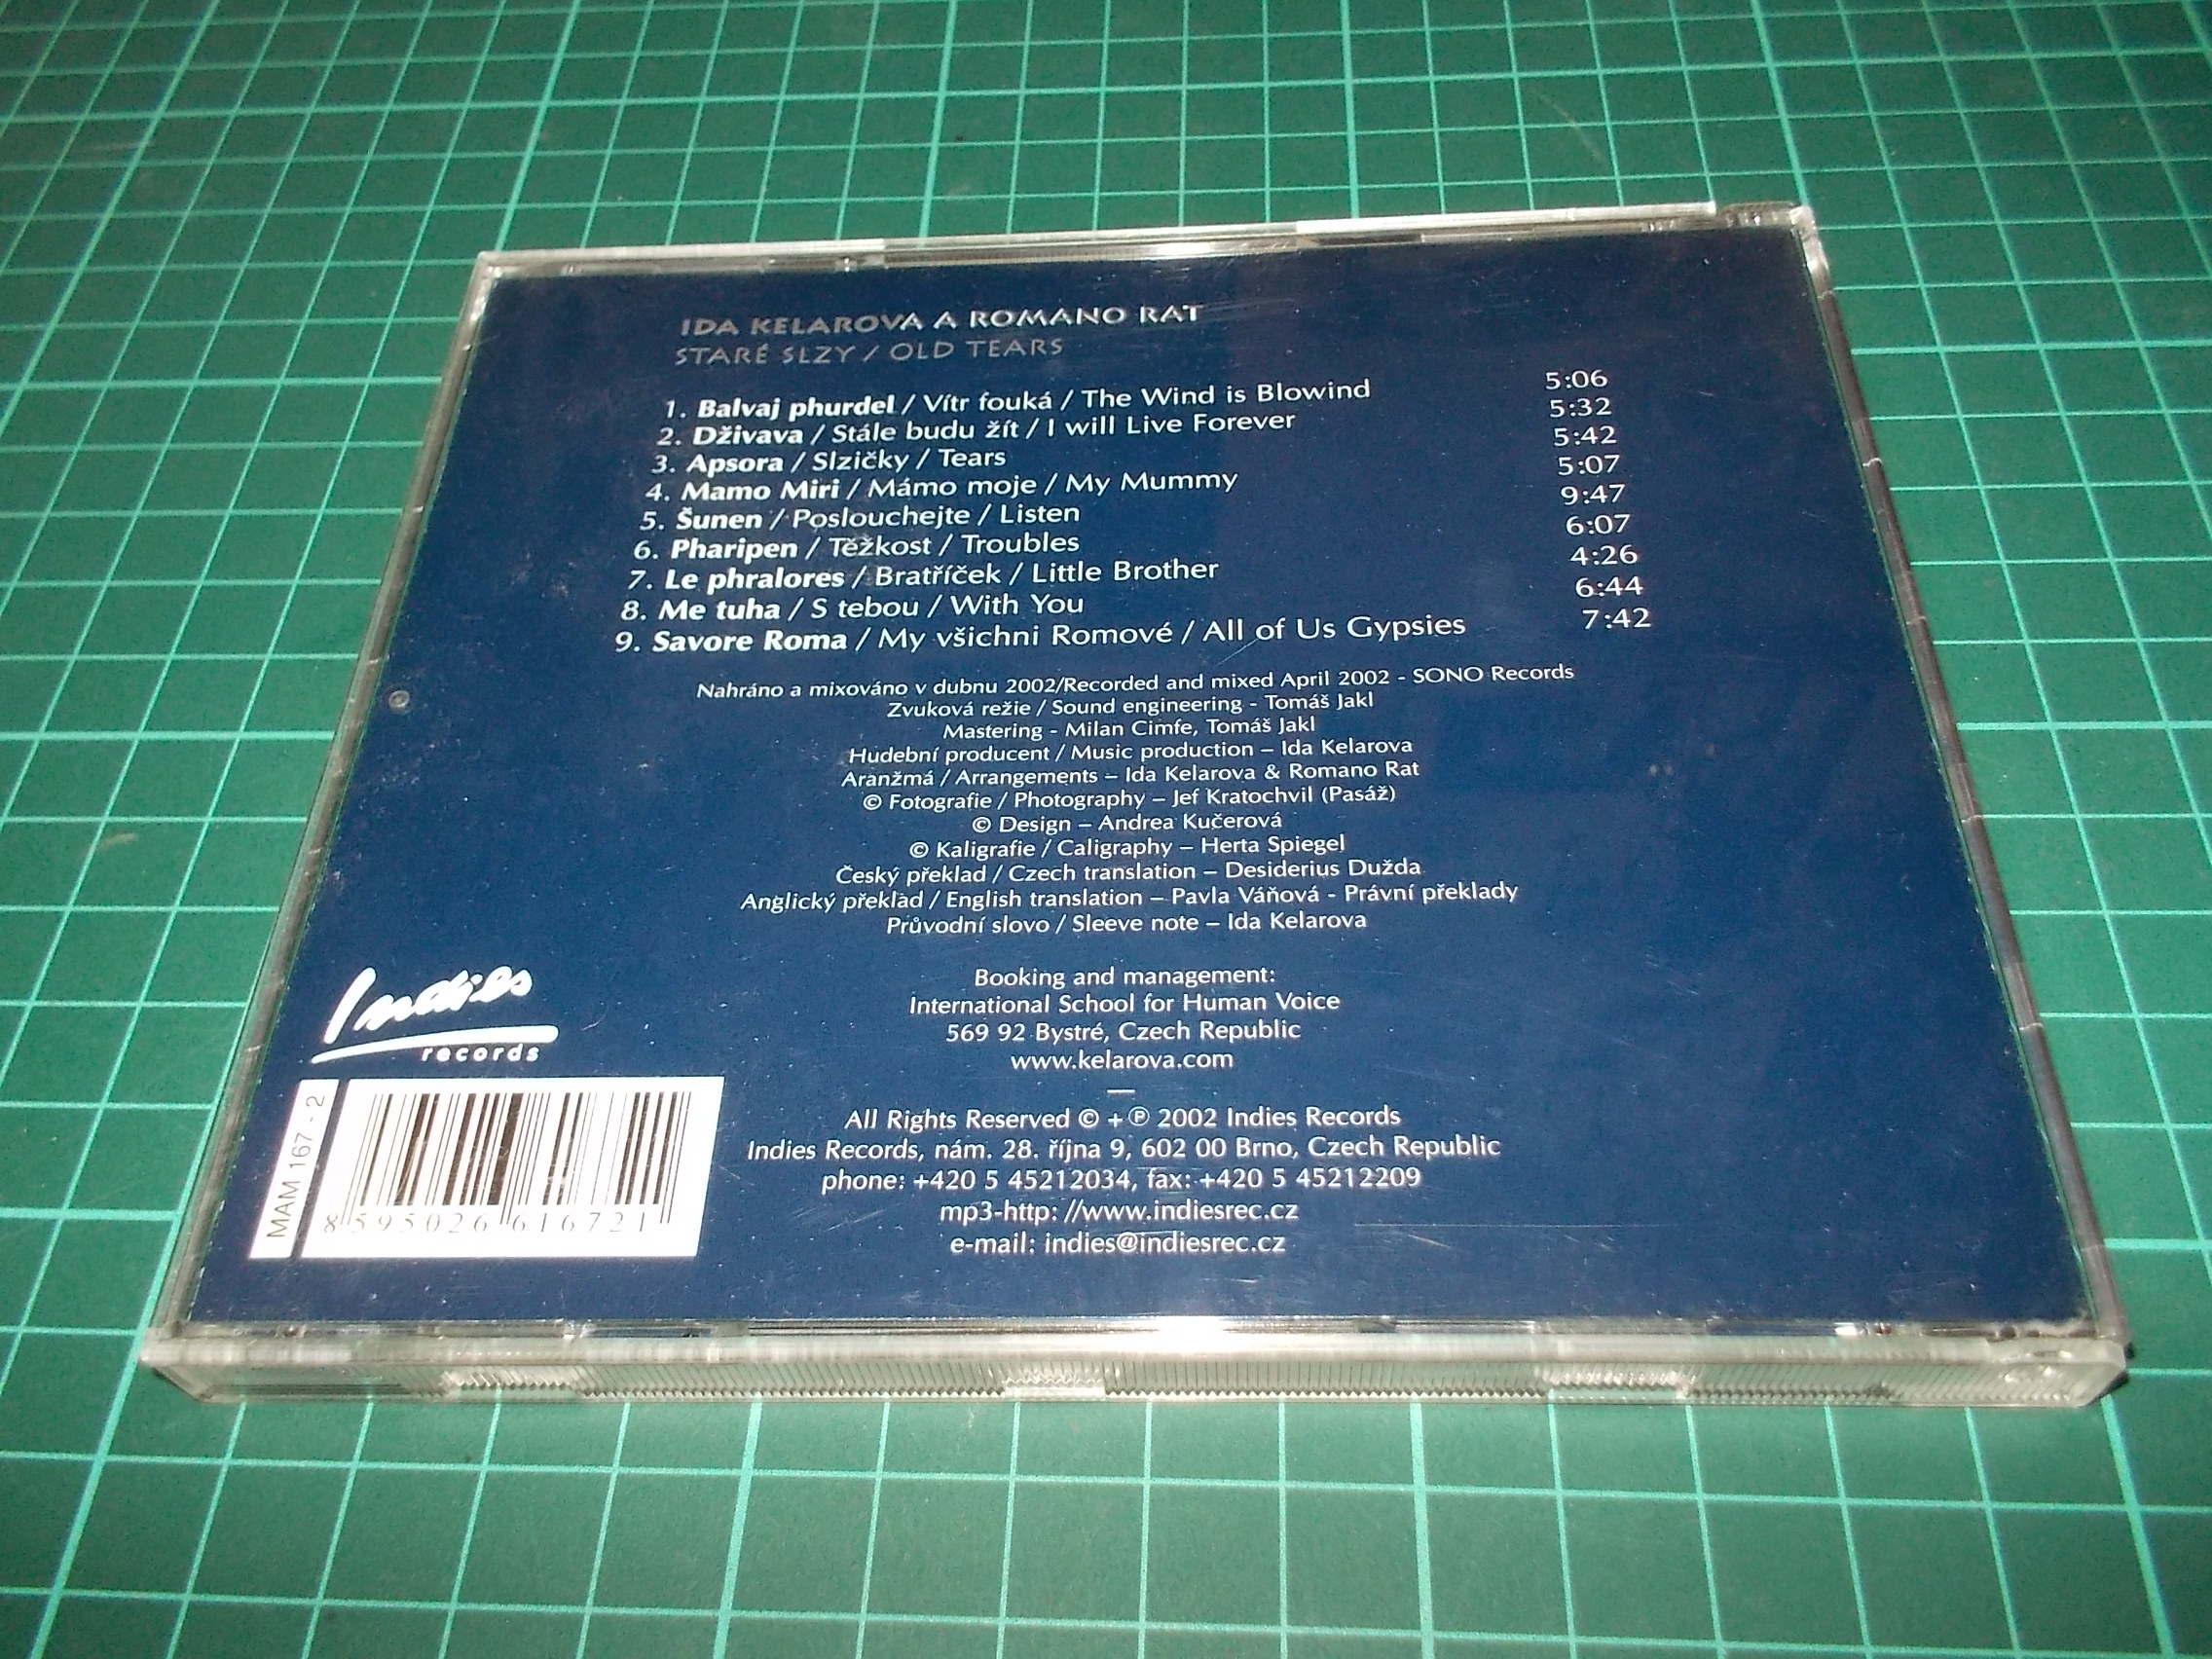 IDA KELAROVA A ROMANO RAT
STARÉ SLZY / OLD TEARS
1. Balvaj phurdel / Vítr fouká / The Wind is Blowind 5:06
2. Dživava / Stále budu žít / I will Live Forever 5:32
3. Apsora / Slzičky / Tears 5:42
4. Mamo Miri / Mámo moje / My Mummy 5:07
5. Šunen / Poslouchejte / Listen 9:47
6. Pharipen / Těžkost / Troubles 6:07
7. Le phralores / Bratříček / Little Brother 4:26
8. Me tuha / S tebou / With You 6:44
9. Savore Roma / My všichni Romové / All of Us Gypsies 7:42
Nahráno a mixováno v dubnu 2002/Recorded and mixed April 2002 - SONO Records
Zvuková režie / Sound engineering - Tomáš Jakl
Mastering - Milan Cimfe, Tomáš Jakl
Hudební producent / Music production – Ida Kelarova
Aranžmá / Arrangements – Ida Kelarova & Romano Rat
© Fotografie / Photography – Jef Kratochvil (Pasáž)
© Design – Andrea Kučerová
© Kaligrafie / Caligraphy – Herta Spiegel
Český překlad / Czech translation – Desiderius Dužda
Anglický překlad / English translation – Pavla Váňová - Právní překlady
Průvodní slovo / Sleeve note – Ida Kelarova
Booking and management:
International School for Human Voice
569 92 Bystré, Czech Republic
www.kelarova.com
—
All Rights Reserved © + ℗ 2002 Indies Records
Indies Records, nám. 28. října 9, 602 00 Brno, Czech Republic
phone: +420 5 45212034, fax: +420 5 45212209
mp3-http: //www.indiesrec.cz
e-mail: indies@indiesrec.cz
Indies
records
MAM 167 - 2
8 595026 616721